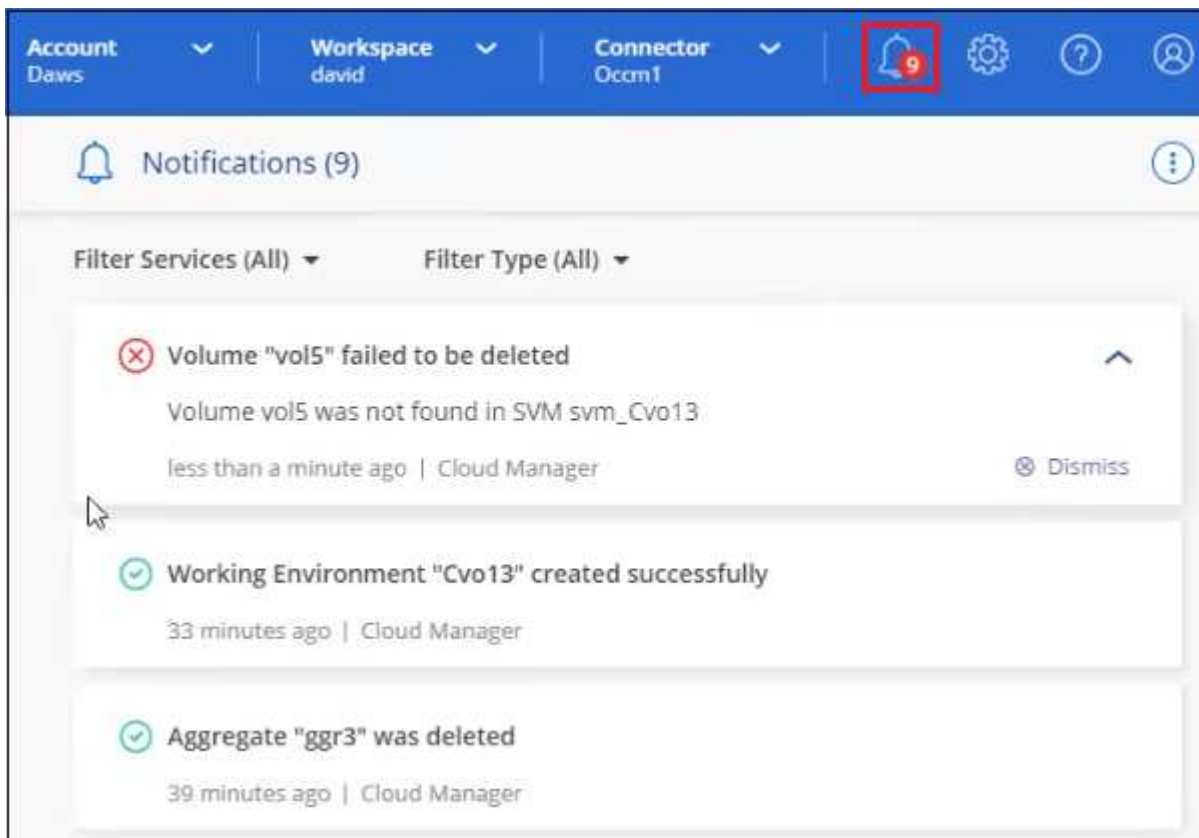 Account Workspace Connector
Daws david Occm1
9
Notifications (9)
Filter Services (All) Filter Type (All)
Volume "vol5" failed to be deleted
Volume vol5 was not found in SVM svm_Cvo13
less than a minute ago | Cloud Manager Dismiss
Working Environment "Cvo13" created successfully
33 minutes ago | Cloud Manager
Aggregate "ggr3" was deleted
39 minutes ago | Cloud Manager